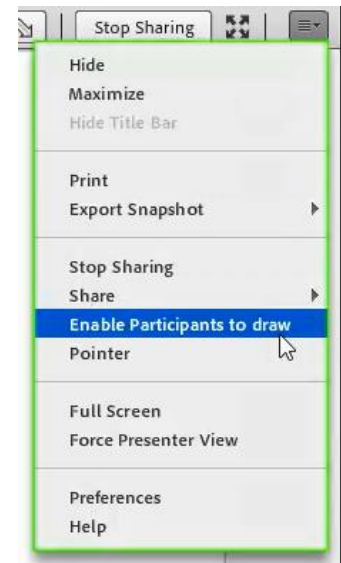 Stop Sharing
Hide
Maximize
Hide Title Bar
Print
Export Snapshot
Stop Sharing
Share
Enable Participants to draw
Pointer
Full Screen
Force Presenter View
Preferences
Help